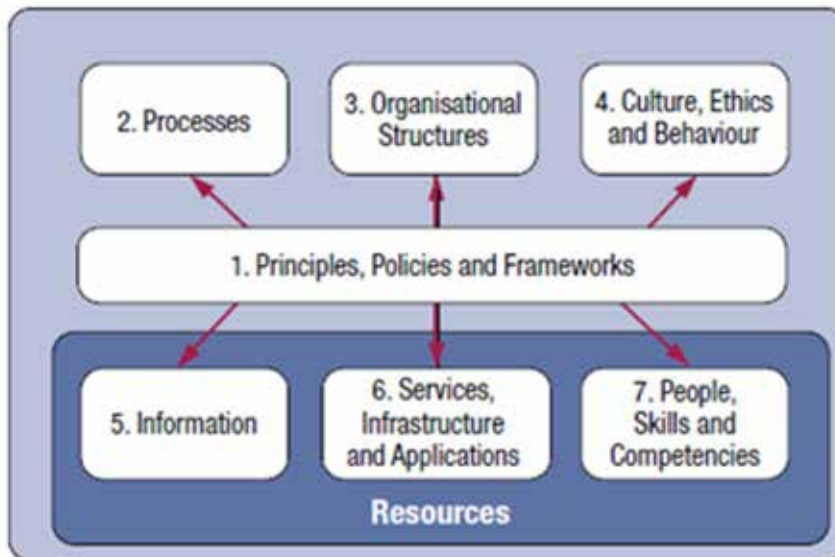 2. Processes
3. Organisational
Structures
4. Culture, Ethics
and Behaviour
1. Principles, Policies and Frameworks
5. Information
6. Services,
Infrastructure
and Applications
7. People,
Skills and
Competencies
Resources